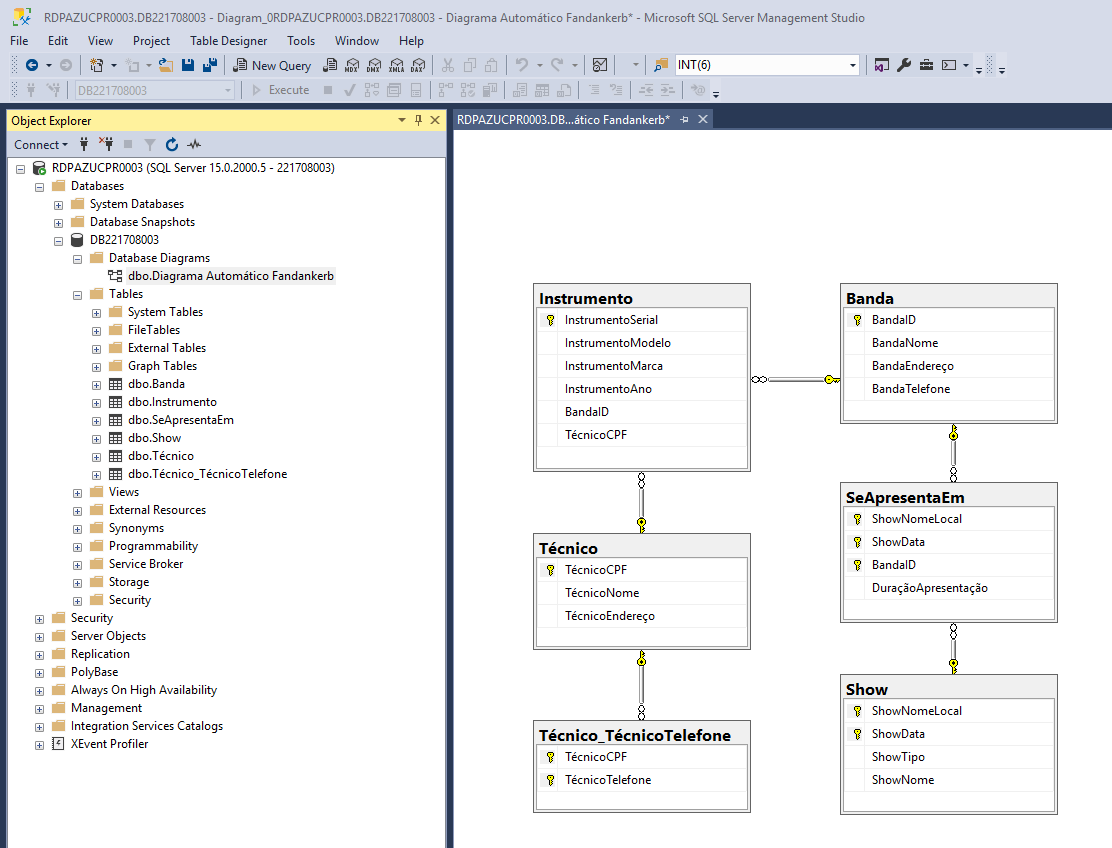 RDPAZUCPR0003.DB221708003 - Diagram_0RDPAZUCPR0003.DB221708003 - Diagrama Automático Fandankerb* - Microsoft SQL Server Management Studio
File Edit View Project Table Designer Tools Window Help
New Query MDX DMX XMLA DAX INT(6)
DB221708003 Execute
Object Explorer
RDPAZUCPR0003.DB...ático Fandankerb*
Connect
RDPAZUCPR0003 (SQL Server 15.0.2000.5 - 221708003)
Databases
System Databases
Database Snapshots
DB221708003
Database Diagrams
dbo.Diagrama Automático Fandankerb
Tables
System Tables
FileTables
External Tables
Graph Tables
dbo.Banda
dbo.Instrumento
dbo.SeApresentaEm
dbo.Show
dbo.Técnico
dbo.Técnico_TécnicoTelefone
Views
External Resources
Synonyms
Programmability
Service Broker
Storage
Security
Security
Server Objects
Replication
PolyBase
Always On High Availability
Management
Integration Services Catalogs
XEvent Profiler
Instrumento
InstrumentoSerial
InstrumentoModelo
InstrumentoMarca
InstrumentoAno
BandaID
TécnicoCPF
Técnico
TécnicoCPF
TécnicoNome
TécnicoEndereço
Técnico_TécnicoTelefone
TécnicoCPF
TécnicoTelefone
Banda
BandaID
BandaNome
BandaEndereço
BandaTelefone
SeApresentaEm
ShowNomeLocal
ShowData
BandaID
DuraçãoApresentação
Show
ShowNomeLocal
ShowData
ShowTipo
ShowNome